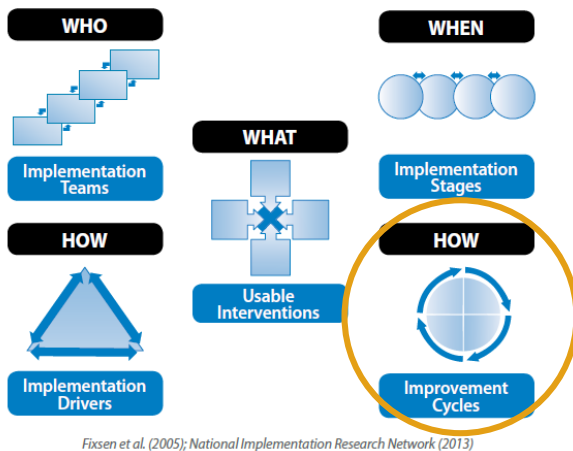 WHO
Implementation
Teams
WHEN
Implementation
Stages
WHAT
Usable
Interventions
HOW
Implementation
Drivers
HOW
Improvement
Cycles
Fixsen et al. (2005); National Implementation Research Network (2013)